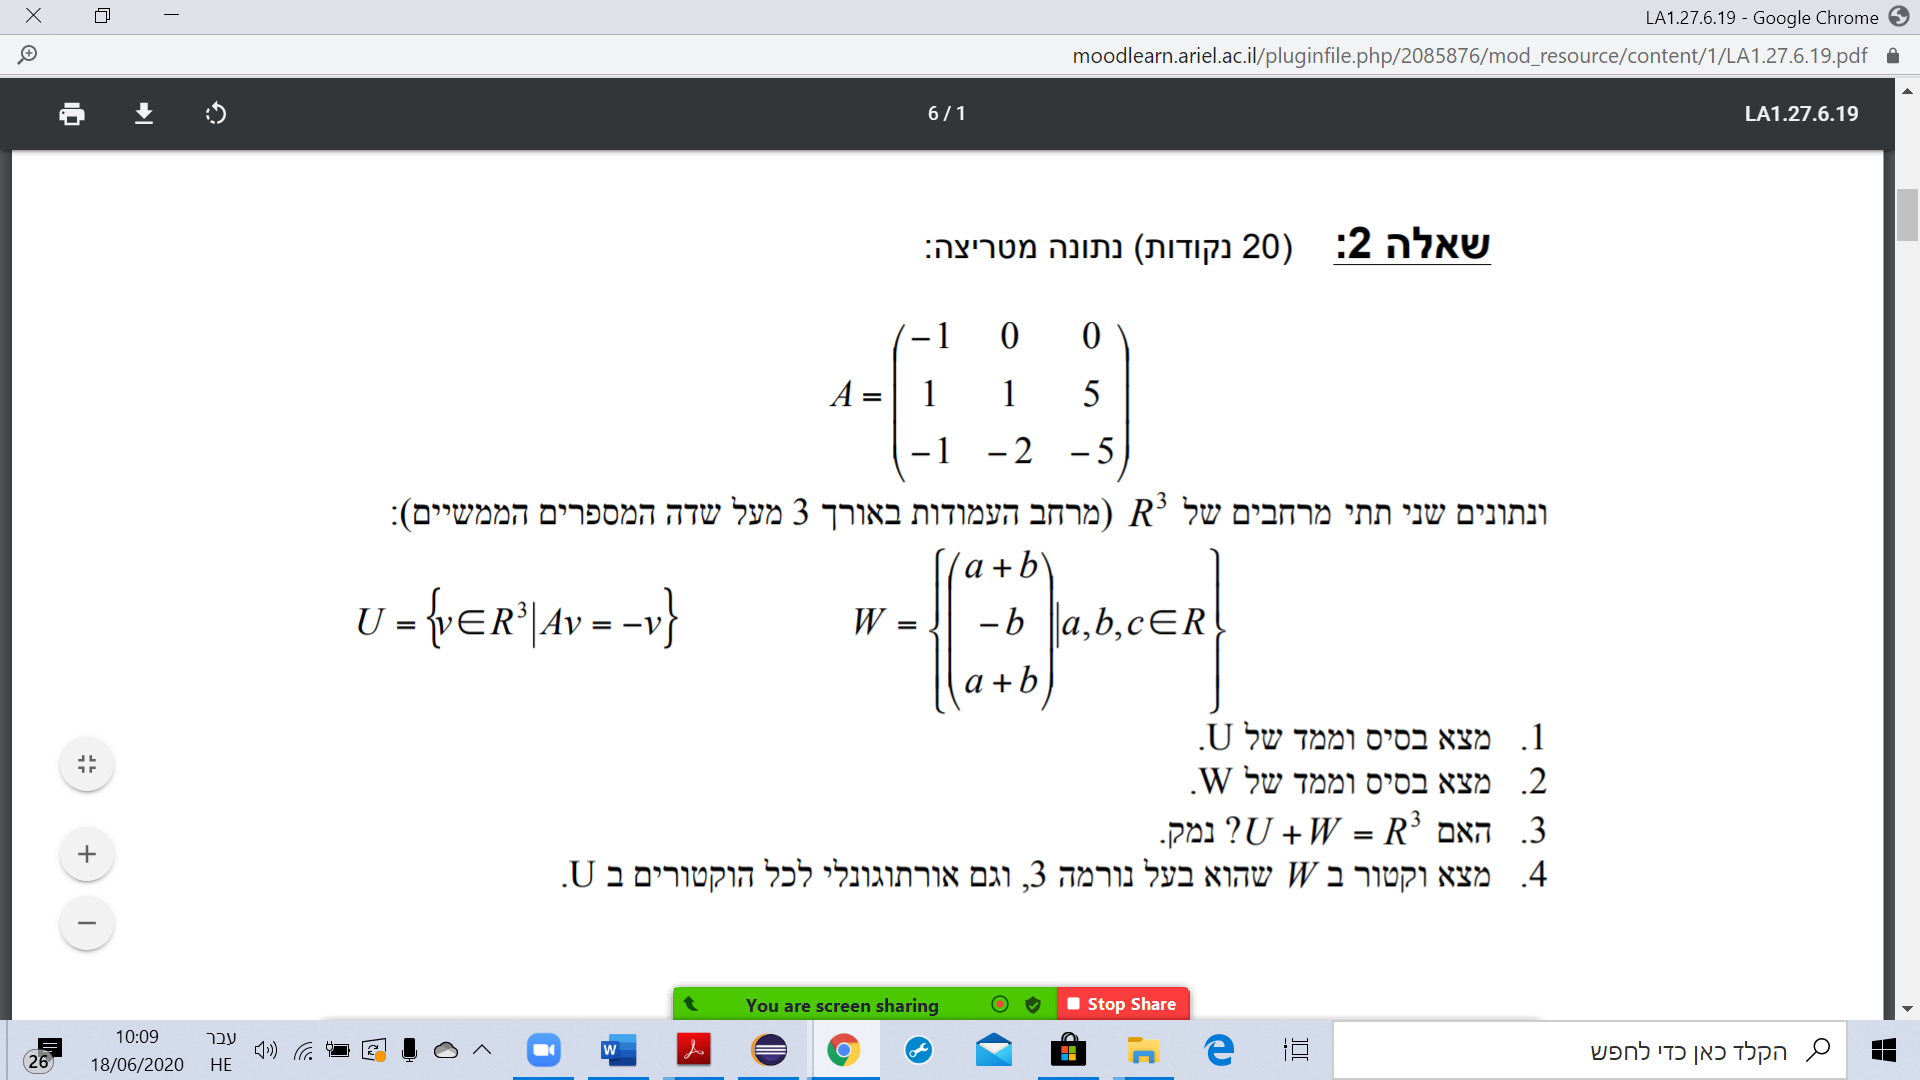 LA1.27.6.19 - Google Chrome
moodlearn.ariel.ac.il/pluginfile.php/2085876/mod_resource/content/1/LA1.27.6.19.pdf
LA1.27.6.19
6 / 1
שאלה 2: (20 נקודות) נתונה מטריצה:
A = ( -1 0 0
1 1 5
-1 -2 -5 )
ונתונים שני תתי מרחבים של R³ (מרחב העמודות באורך 3 מעל שדה המספרים הממשיים):
U = {v∈R³|Av = -v}
W = { ( a + b
- b
a + b ) | a,b,c∈R }
1. מצא בסיס וממד של U.
2. מצא בסיס וממד של W.
3. האם U + W = R³? נמק.
4. מצא וקטור ב W שהוא בעל נורמה 3, וגם אורתוגונלי לכל הוקטורים ב U.
You are screen sharing
Stop Share
הקלד כאן כדי לחפש
עבר
HE
10:09
18/06/2020
26